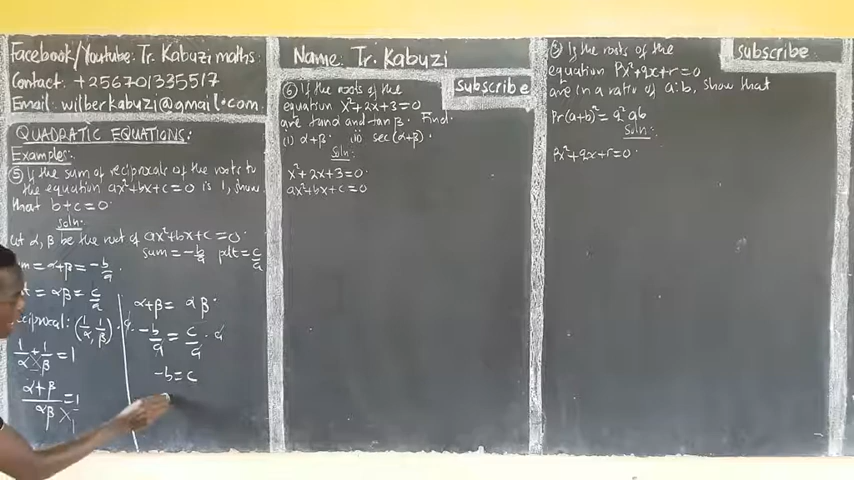 Facebook/Youtube: Tr. Kabuzi maths.
Contact: +256701335517
Email: wilberkabuzi@gmail.com
QUADRATIC EQUATIONS:
Examples:
⑤ If the sum of reciprocals of the roots to
the equation ax²+bx+c=0 is 1, show
that b+c=0.
soln:
let α, β be the root of ax²+bx+c=0.
sum = -b/a pdt = c/a
= α+β = -b/a.
= αβ = c/a
reciprocal: (1/α, 1/β).
1/α + 1/β = 1
(α+β)/αβ = 1/1
α+β = αβ.
a·-b/a = c/a·a
-b = c
Name: Tr. Kabuzi
subscribe
⑥ If the roots of the
equation x²+2x+3=0
are tanα and tanβ. Find.
(i) α+β. (ii) sec(α+β).
Soln:
x²+2x+3=0.
ax²+bx+c=0
subscribe
If the roots of the
equation Px²+qx+r=0
are in a ratio of a:b, show that
Pr(a+b)² = q²ab
Soln:
Px²+qx+r=0.